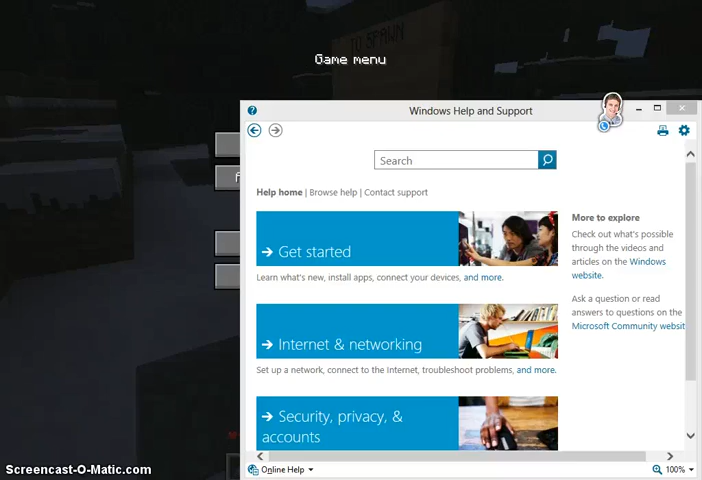 TO SPAWN
Game menu
Windows Help and Support
Search
Help home | Browse help | Contact support
→ Get started
Learn what's new, install apps, connect your devices, and more.
→ Internet & networking
Set up a network, connect to the Internet, troubleshoot problems, and more.
→ Security, privacy, &
accounts
More to explore
Check out what's possible
through the videos and
articles on the Windows
website.
Ask a question or read
answers to questions on the
Microsoft Community websit
Online Help
100%
Screencast-O-Matic.com